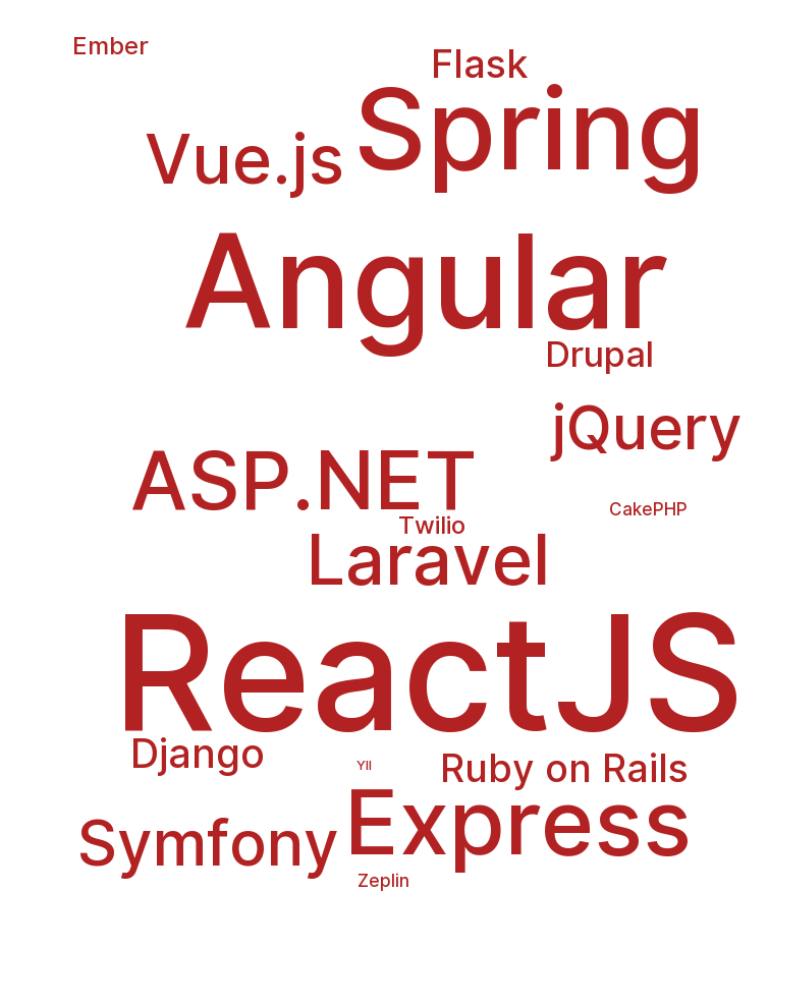 Ember
Flask
Spring
Vue.js
Angular
Drupal
jQuery
ASP.NET
CakePHP
Twilio
Laravel
ReactJS
Django
YII
Ruby on Rails
Express
Symfony
Zeplin